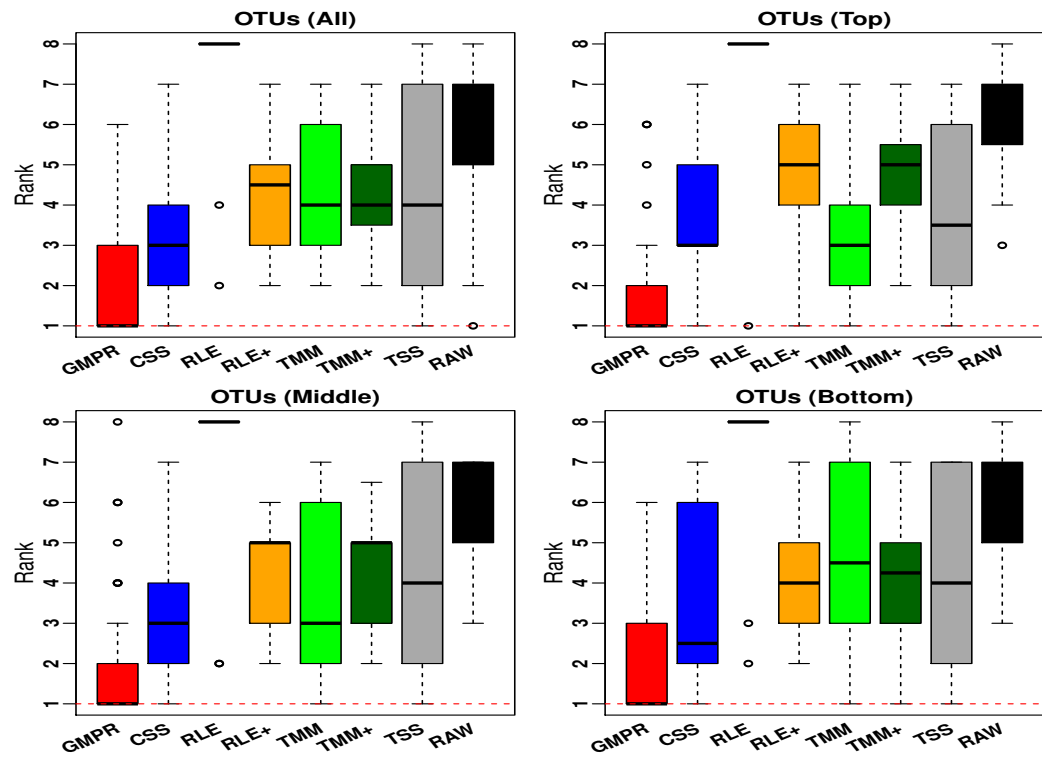 OTUs (All)
Rank
8
7
6
5
4
3
2
1
GMPR CSS RLE RLE+ TMM TMM+ TSS RAW
OTUs (Top)
Rank
8
7
6
5
4
3
2
1
GMPR CSS RLE RLE+ TMM TMM+ TSS RAW
OTUs (Middle)
Rank
8
7
6
5
4
3
2
1
GMPR CSS RLE RLE+ TMM TMM+ TSS RAW
OTUs (Bottom)
Rank
8
7
6
5
4
3
2
1
GMPR CSS RLE RLE+ TMM TMM+ TSS RAW